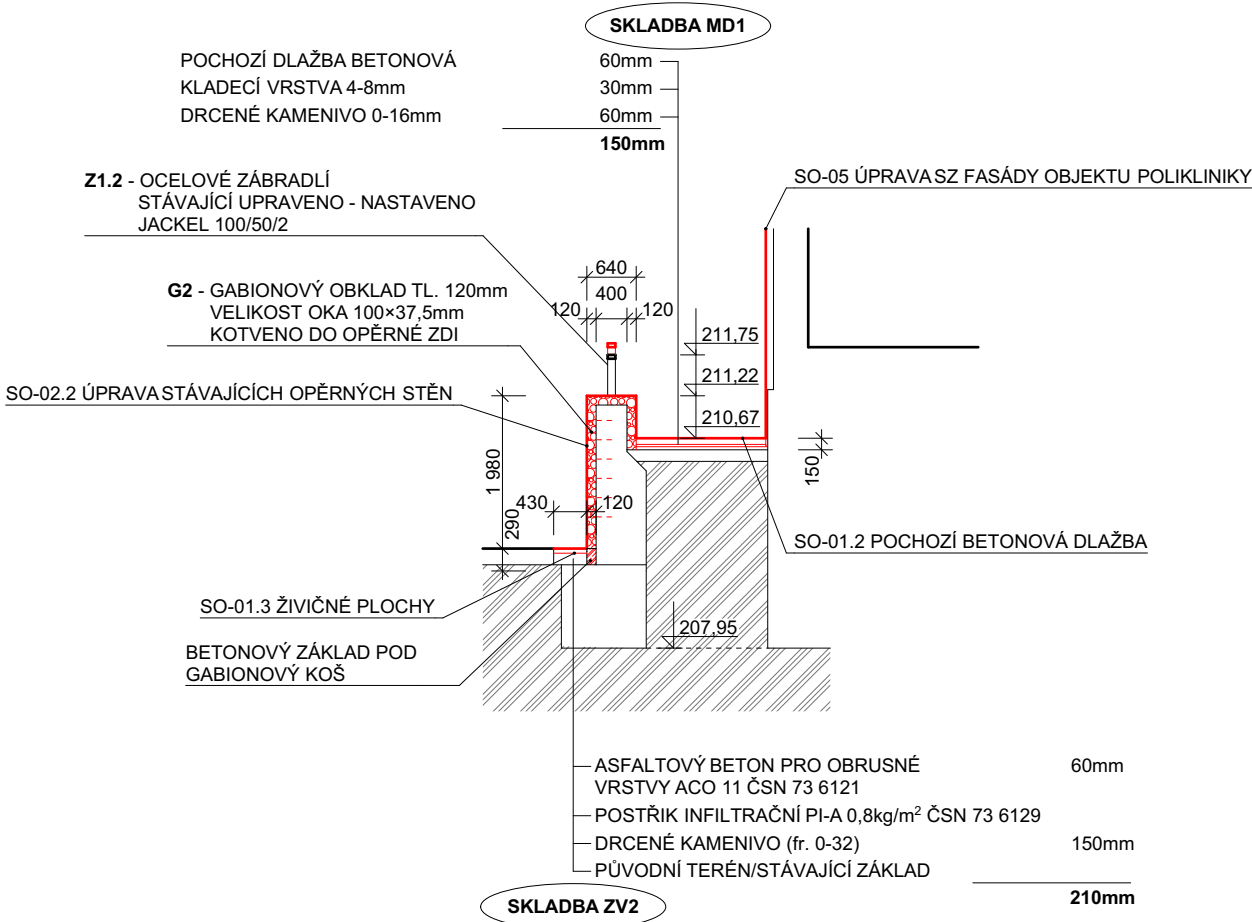 SKLADBA MD1
POCHOZÍ DLAŽBA BETONOVÁ 60mm
KLADECÍ VRSTVA 4-8mm 30mm
DRCENÉ KAMENIVO 0-16mm 60mm
150mm
Z1.2 - OCELOVÉ ZÁBRADLÍ
STÁVAJÍCÍ UPRAVENO - NASTAVENO
JACKEL 100/50/2
SO-05 ÚPRAVA SZ FASÁDY OBJEKTU POLIKLINIKY
G2 - GABIONOVÝ OBKLAD TL. 120mm
VELIKOST OKA 100×37,5mm
KOTVENO DO OPĚRNÉ ZDI
640
400
120 120
211,75
211,22
210,67
SO-02.2 ÚPRAVA STÁVAJÍCÍCH OPĚRNÝCH STĚN
150
1 980
430 120
290
SO-01.2 POCHOZÍ BETONOVÁ DLAŽBA
SO-01.3 ŽIVIČNÉ PLOCHY
207,95
BETONOVÝ ZÁKLAD POD
GABIONOVÝ KOŠ
ASFALTOVÝ BETON PRO OBRUSNÉ 60mm
VRSTVY ACO 11 ČSN 73 6121
POSTŘIK INFILTRAČNÍ PI-A 0,8kg/m² ČSN 73 6129
DRCENÉ KAMENIVO (fr. 0-32) 150mm
PŮVODNÍ TERÉN/STÁVAJÍCÍ ZÁKLAD
210mm
SKLADBA ZV2